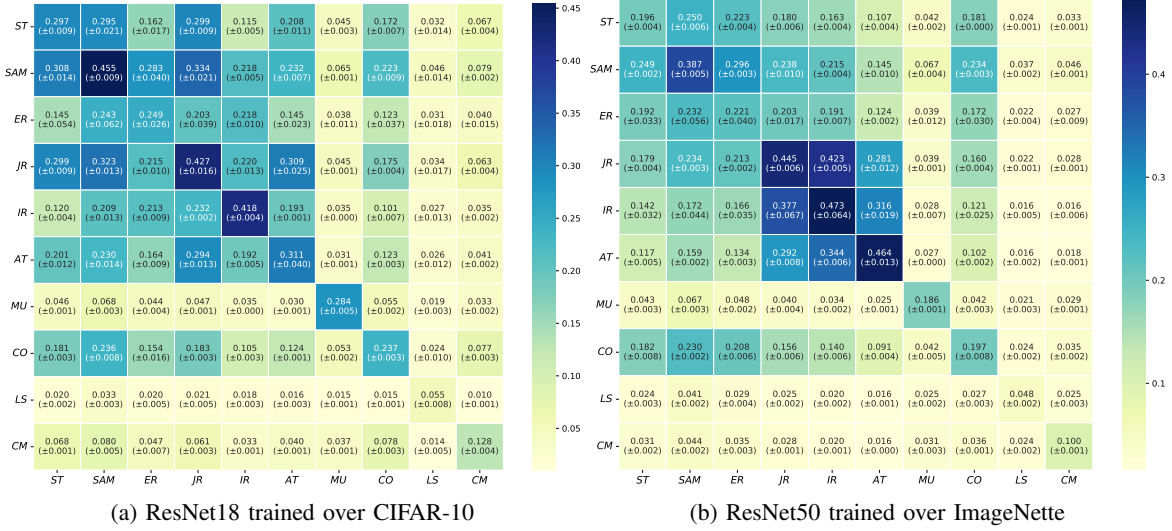 ST 0.297 0.295 0.162 0.299 0.115 0.208 0.045 0.172 0.032 0.067
(±0.009) (±0.021) (±0.017) (±0.009) (±0.005) (±0.011) (±0.003) (±0.007) (±0.014) (±0.002)
SAM 0.308 0.455 0.283 0.334 0.218 0.232 0.065 0.223 0.046 0.079
(±0.014) (±0.009) (±0.040) (±0.021) (±0.005) (±0.007) (±0.001) (±0.009) (±0.014) (±0.002)
ER 0.145 0.243 0.249 0.203 0.218 0.145 0.038 0.123 0.031 0.040
(±0.054) (±0.062) (±0.026) (±0.039) (±0.010) (±0.023) (±0.011) (±0.037) (±0.018) (±0.015)
JR 0.299 0.323 0.215 0.427 0.220 0.309 0.045 0.175 0.034 0.063
(±0.009) (±0.013) (±0.010) (±0.016) (±0.013) (±0.025) (±0.001) (±0.004) (±0.017) (±0.004)
IR 0.120 0.209 0.213 0.232 0.418 0.193 0.035 0.101 0.027 0.035
(±0.004) (±0.013) (±0.009) (±0.002) (±0.004) (±0.001) (±0.000) (±0.007) (±0.013) (±0.002)
AT 0.201 0.230 0.164 0.294 0.192 0.311 0.031 0.123 0.026 0.041
(±0.012) (±0.014) (±0.009) (±0.013) (±0.005) (±0.040) (±0.001) (±0.003) (±0.012) (±0.002)
MU 0.046 0.068 0.044 0.047 0.035 0.030 0.284 0.055 0.019 0.033
(±0.001) (±0.003) (±0.004) (±0.001) (±0.001) (±0.001) (±0.005) (±0.002) (±0.003) (±0.002)
CO 0.181 0.236 0.154 0.183 0.105 0.124 0.053 0.237 0.024 0.077
(±0.003) (±0.008) (±0.016) (±0.003) (±0.003) (±0.001) (±0.002) (±0.003) (±0.010) (±0.003)
LS 0.020 0.033 0.020 0.021 0.018 0.016 0.015 0.015 0.055 0.010
(±0.002) (±0.002) (±0.005) (±0.005) (±0.003) (±0.003) (±0.001) (±0.001) (±0.008) (±0.001)
CM 0.068 0.080 0.047 0.061 0.033 0.040 0.037 0.078 0.014 0.128
(±0.001) (±0.002) (±0.007) (±0.003) (±0.001) (±0.001) (±0.003) (±0.003) (±0.005) (±0.004)
ST SAM ER JR IR AT MU CO LS CM
0.45
0.40
0.35
0.30
0.25
0.20
0.15
0.10
0.05
(a) ResNet18 trained over CIFAR-10
ST 0.196 0.250 0.223 0.180 0.163 0.107 0.042 0.181 0.024 0.033
(±0.004) (±0.006) (±0.004) (±0.006) (±0.004) (±0.004) (±0.002) (±0.000) (±0.001) (±0.001)
SAM 0.249 0.387 0.296 0.238 0.215 0.145 0.067 0.234 0.037 0.046
(±0.002) (±0.005) (±0.003) (±0.010) (±0.004) (±0.010) (±0.004) (±0.003) (±0.002) (±0.001)
ER 0.192 0.232 0.221 0.203 0.191 0.124 0.039 0.172 0.022 0.027
(±0.033) (±0.056) (±0.040) (±0.017) (±0.007) (±0.002) (±0.012) (±0.030) (±0.004) (±0.009)
JR 0.179 0.234 0.213 0.445 0.423 0.281 0.039 0.160 0.022 0.028
(±0.004) (±0.003) (±0.002) (±0.006) (±0.005) (±0.012) (±0.001) (±0.004) (±0.001) (±0.001)
IR 0.142 0.172 0.166 0.377 0.473 0.316 0.028 0.121 0.016 0.016
(±0.032) (±0.044) (±0.035) (±0.067) (±0.064) (±0.019) (±0.007) (±0.025) (±0.005) (±0.006)
AT 0.117 0.159 0.134 0.292 0.344 0.464 0.027 0.102 0.016 0.018
(±0.005) (±0.002) (±0.003) (±0.008) (±0.006) (±0.013) (±0.000) (±0.002) (±0.001) (±0.001)
MU 0.043 0.067 0.048 0.040 0.034 0.025 0.186 0.042 0.021 0.029
(±0.003) (±0.003) (±0.002) (±0.002) (±0.002) (±0.001) (±0.001) (±0.003) (±0.003) (±0.001)
CO 0.182 0.230 0.208 0.156 0.140 0.091 0.042 0.197 0.024 0.035
(±0.008) (±0.002) (±0.006) (±0.006) (±0.006) (±0.004) (±0.005) (±0.008) (±0.002) (±0.002)
LS 0.024 0.041 0.029 0.025 0.024 0.022 0.026 0.027 0.048 0.025
(±0.003) (±0.002) (±0.004) (±0.002) (±0.002) (±0.002) (±0.003) (±0.003) (±0.002) (±0.003)
CM 0.031 0.044 0.035 0.028 0.020 0.016 0.031 0.036 0.024 0.100
(±0.002) (±0.002) (±0.002) (±0.001) (±0.001) (±0.000) (±0.003) (±0.001) (±0.002) (±0.001)
ST SAM ER JR IR AT MU CO LS CM
0.4
0.3
0.2
0.1
(b) ResNet50 trained over ImageNette